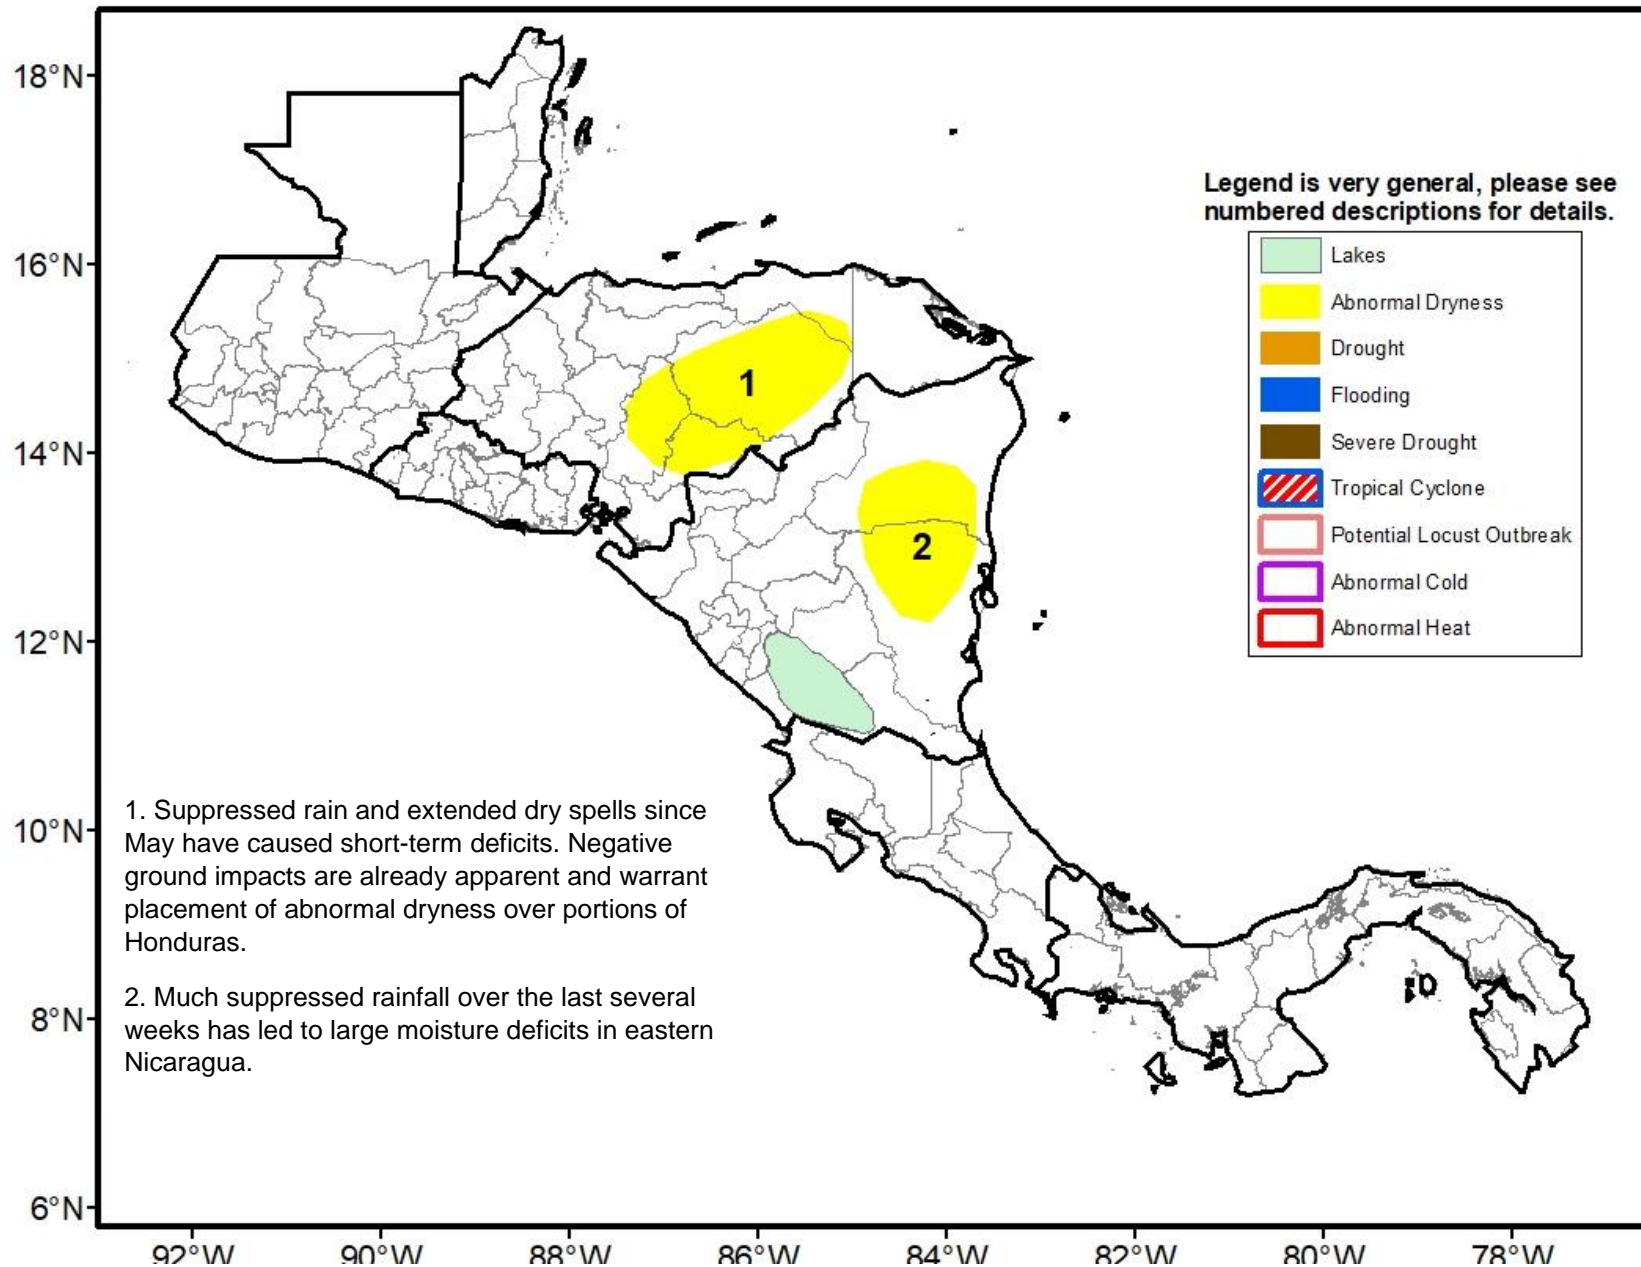 18°N
16°N
14°N
12°N
10°N
8°N
6°N
Legend is very general, please see
numbered descriptions for details.
Lakes
Abnormal Dryness
Drought
Flooding
Severe Drought
Tropical Cyclone
Potential Locust Outbreak
Abnormal Cold
Abnormal Heat
1
2
1. Suppressed rain and extended dry spells since
May have caused short-term deficits. Negative
ground impacts are already apparent and warrant
placement of abnormal dryness over portions of
Honduras.
2. Much suppressed rainfall over the last several
weeks has led to large moisture deficits in eastern
Nicaragua.
92°W 90°W 88°W 86°W 84°W 82°W 80°W 78°W